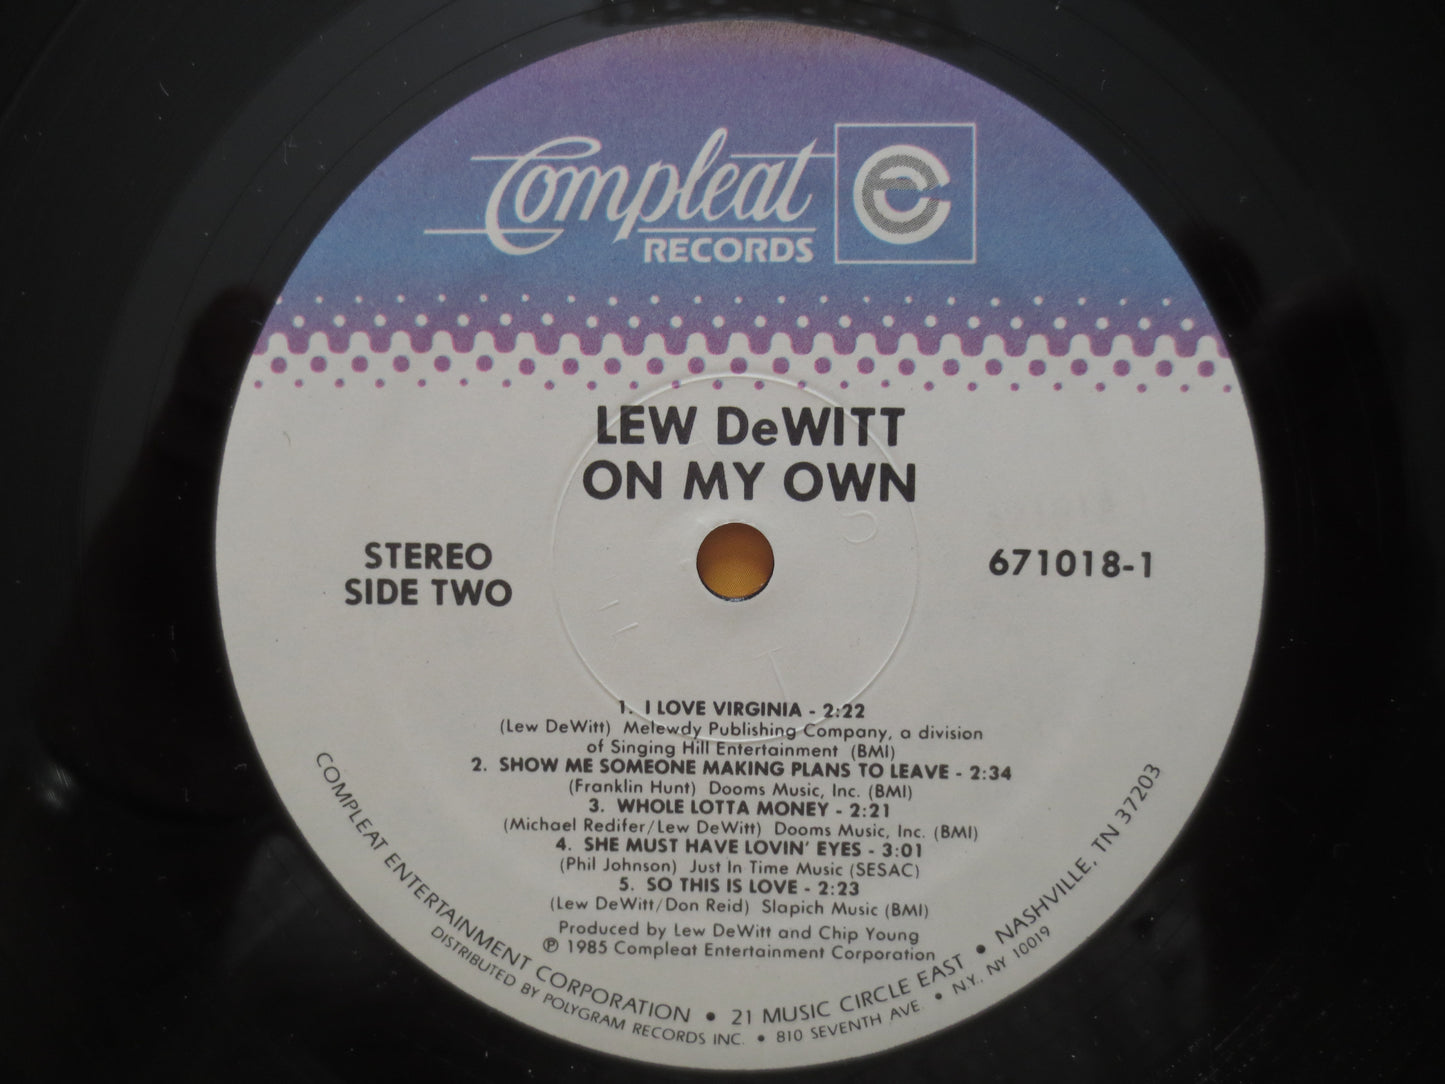 Compleat
RECORDS
LEW DeWITT
ON MY OWN
STEREO
SIDE TWO
671018-1
1. I LOVE VIRGINIA - 2:22
(Lew DeWitt) Melewdy Publishing Company, a division
of Singing Hill Entertainment (BMI)
2. SHOW ME SOMEONE MAKING PLANS TO LEAVE - 2:34
(Franklin Hunt) Dooms Music, Inc. (BMI)
3. WHOLE LOTTA MONEY - 2:21
(Michael Redifer/Lew DeWitt) Dooms Music, Inc. (BMI)
4. SHE MUST HAVE LOVIN' EYES - 3:01
(Phil Johnson) Just In Time Music (SESAC)
5. SO THIS IS LOVE - 2:23
(Lew DeWitt/Don Reid) Slapich Music (BMI)
Produced by Lew DeWitt and Chip Young
℗ 1985 Compleat Entertainment Corporation
COMPLEAT ENTERTAINMENT CORPORATION • 21 MUSIC CIRCLE EAST • NASHVILLE, TN 37203
DISTRIBUTED BY POLYGRAM RECORDS INC. • 810 SEVENTH AVE. • N.Y., NY 10019